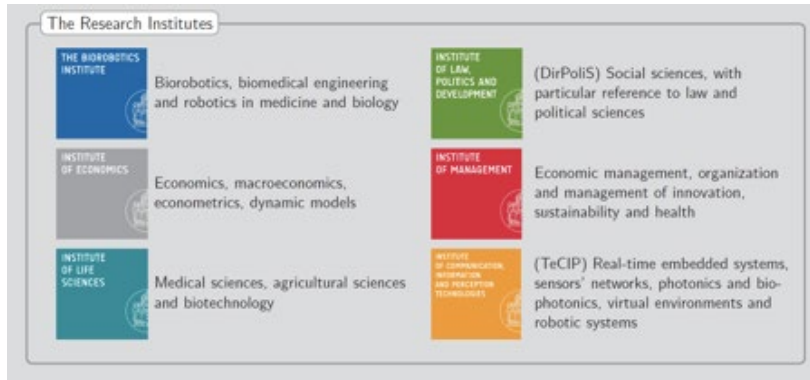 The Research Institutes
THE BIOROBOTICS
INSTITUTE
Biorobotics, biomedical engineering
and robotics in medicine and biology
INSTITUTE
OF ECONOMICS
Economics, macroeconomics,
econometrics, dynamic models
INSTITUTE
OF LIFE
SCIENCES
Medical sciences, agricultural sciences
and biotechnology
INSTITUTE
OF LAW,
POLITICS AND
DEVELOPMENT
(DirPoliS) Social sciences, with
particular reference to law and
political sciences
INSTITUTE
OF MANAGEMENT
Economic management, organization
and management of innovation,
sustainability and health
INSTITUTE
OF COMMUNICATION,
INFORMATION
AND PERCEPTION
TECHNOLOGIES
(TeCIP) Real-time embedded systems,
sensors' networks, photonics and bio-
photonics, virtual environments and
robotic systems